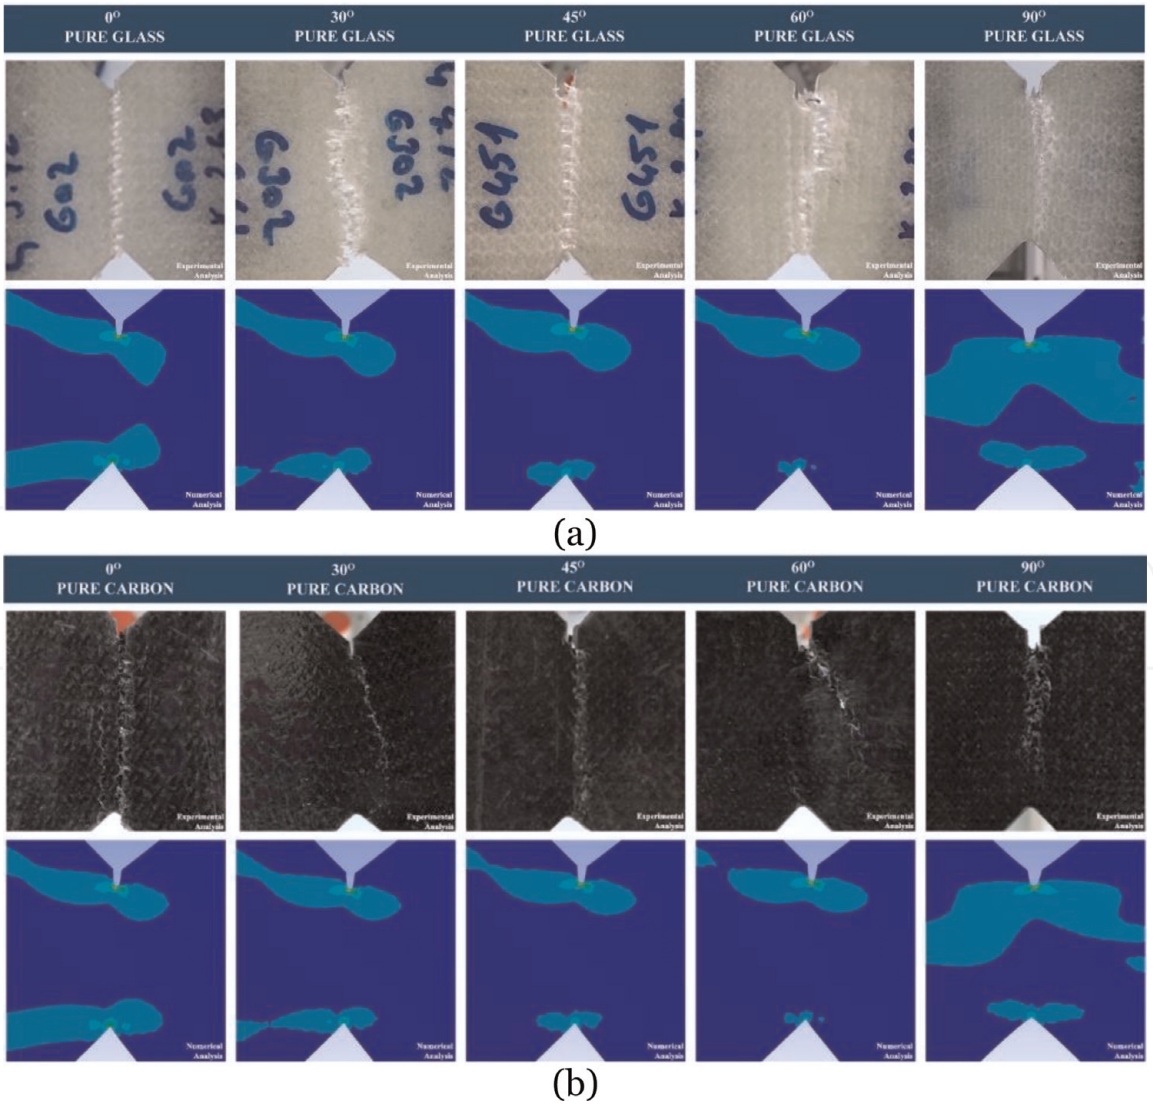 0°
PURE GLASS
30°
PURE GLASS
45°
PURE GLASS
60°
PURE GLASS
90°
PURE GLASS
G02
G02
Experimental
Analysis
G302
G302
Experimental
Analysis
G451
G451
Experimental
Analysis
Experimental
Analysis
Experimental
Analysis
Numerical
Analysis
Numerical
Analysis
Numerical
Analysis
Numerical
Analysis
Numerical
Analysis
(a)
0°
PURE CARBON
30°
PURE CARBON
45°
PURE CARBON
60°
PURE CARBON
90°
PURE CARBON
Experimental
Analysis
Experimental
Analysis
Experimental
Analysis
Experimental
Analysis
Experimental
Analysis
Numerical
Analysis
Numerical
Analysis
Numerical
Analysis
Numerical
Analysis
Numerical
Analysis
(b)